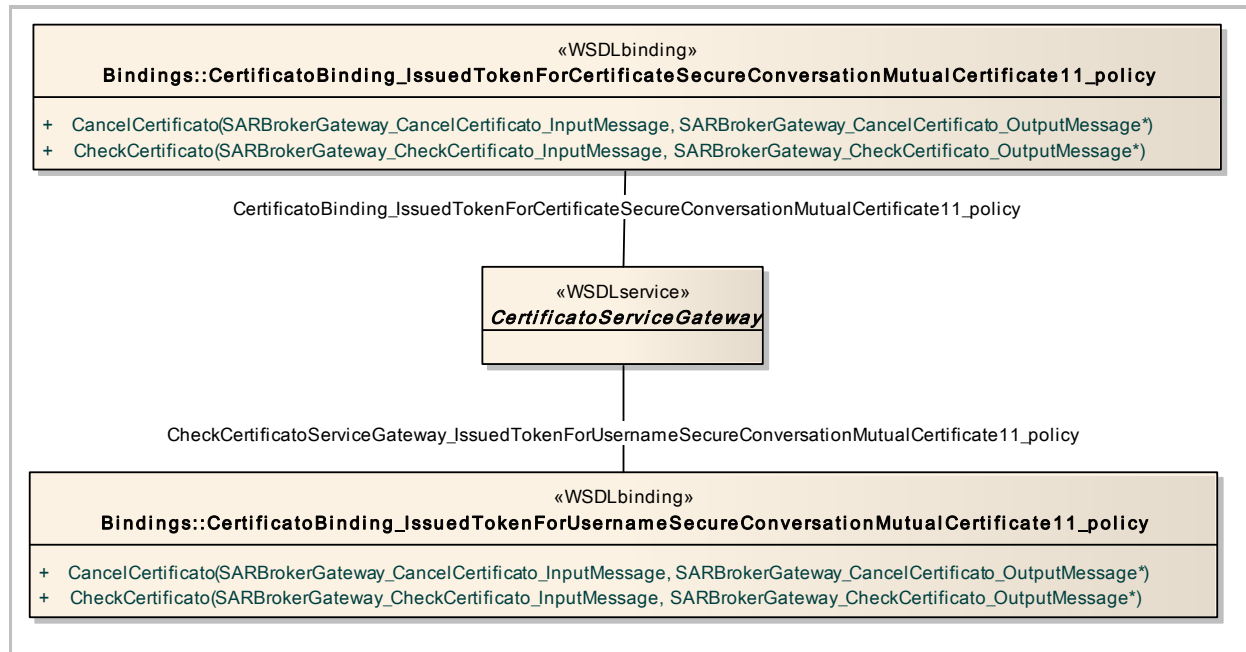 «WSDLbinding»
Bindings::CertificatoBinding_IssuedTokenForCertificateSecureConversationMutualCertificate11_policy
+ CancelCertificato(SARBrokerGateway_CancelCertificato_InputMessage, SARBrokerGateway_CancelCertificato_OutputMessage*)
+ CheckCertificato(SARBrokerGateway_CheckCertificato_InputMessage, SARBrokerGateway_CheckCertificato_OutputMessage*)
CertificatoBinding_IssuedTokenForCertificateSecureConversationMutualCertificate11_policy
«WSDLservice»
CertificatoServiceGateway
CheckCertificatoServiceGateway_IssuedTokenForUsernameSecureConversationMutualCertificate11_policy
«WSDLbinding»
Bindings::CertificatoBinding_IssuedTokenForUsernameSecureConversationMutualCertificate11_policy
+ CancelCertificato(SARBrokerGateway_CancelCertificato_InputMessage, SARBrokerGateway_CancelCertificato_OutputMessage*)
+ CheckCertificato(SARBrokerGateway_CheckCertificato_InputMessage, SARBrokerGateway_CheckCertificato_OutputMessage*)